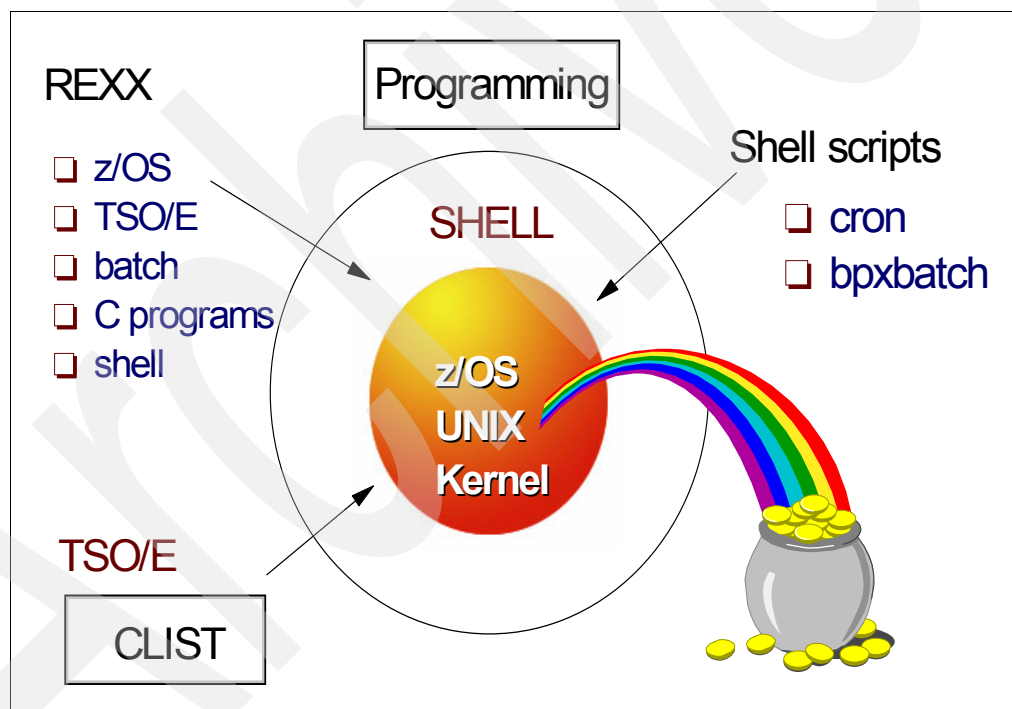 REXX
z/OS
TSO/E
batch
C programs
shell
Programming
Shell scripts
cron
bpxbatch
SHELL
z/OS
UNIX
Kernel
TSO/E
CLIST